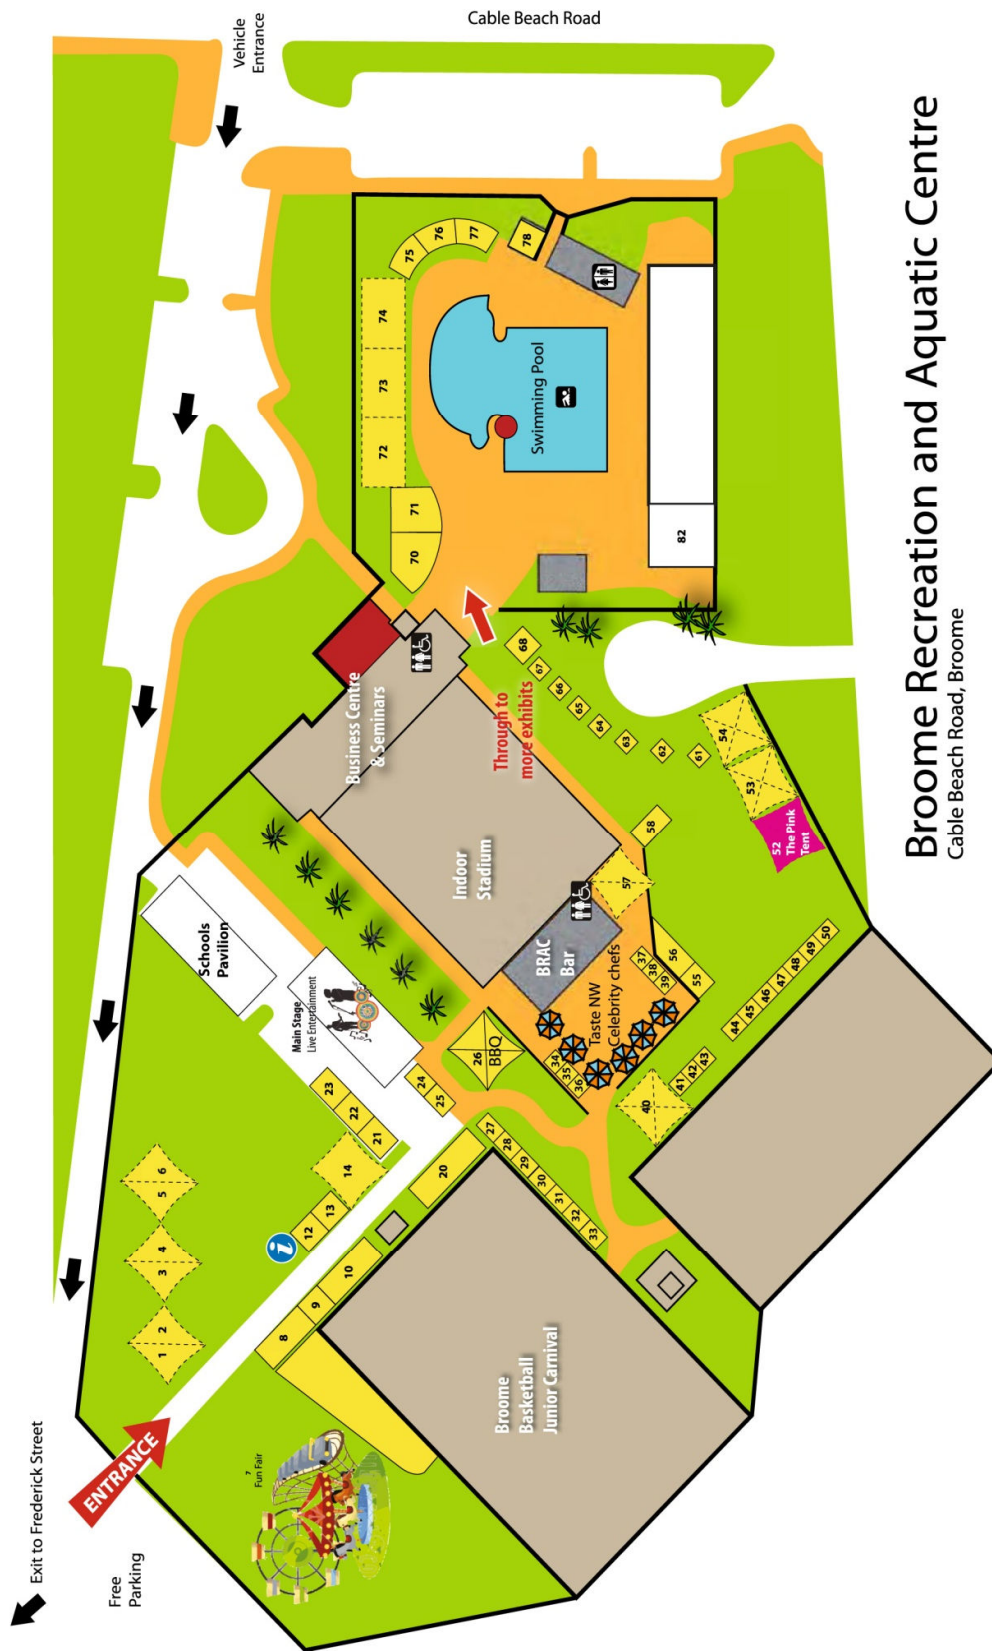 Broome Recreation and Aquatic Centre
Cable Beach Road, Broome
Exit to Frederick Street
Free
Parking
ENTRANCE
Vehicle
Entrance
Cable Beach Road
7
Fun Fair
1
2
3
4
5
6
8
9
10
i
12
13
14
20
21
22
23
24
25
Main Stage
Live Entertainment
Schools
Pavilion
26
BBQ
27
28
29
30
31
32
33
Broome
Basketball
Junior Carnival
34
35
36
Taste NW
Celebrity chefs
37
38
39
BRAC
Bar
Indoor
Stadium
Business Centre
& Seminars
Through to
more exhibits
40
41
42
43
44
45
46
47
48
49
50
52
The Pink
Tent
53
54
55
56
57
58
61
62
63
64
65
66
67
68
70
71
72
73
74
75
76
77
78
Swimming Pool
82